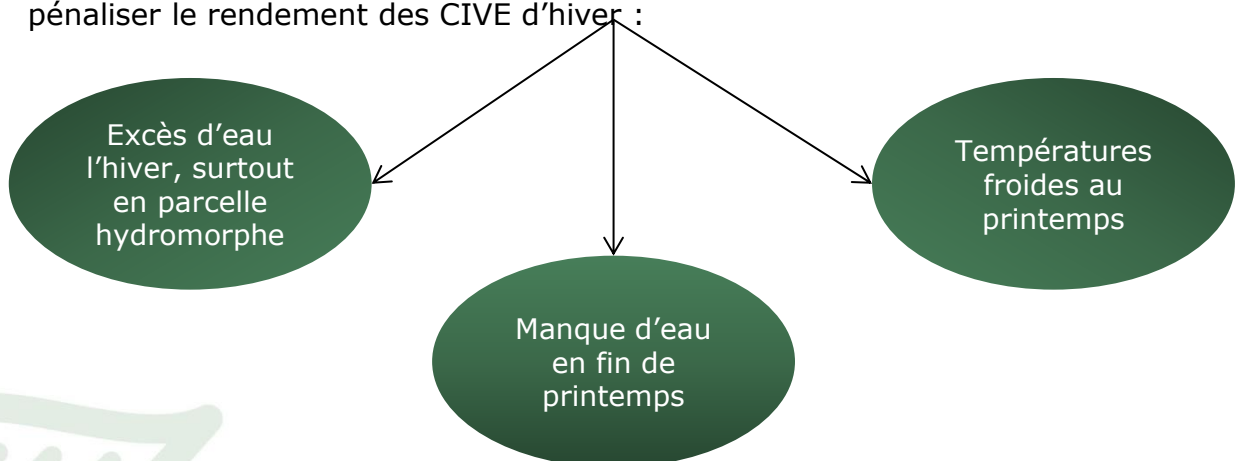 pénaliser le rendement des CIVE d’hiver :
Excès d’eau
l’hiver, surtout
en parcelle
hydromorphe
Manque d’eau
en fin de
printemps
Températures
froides au
printemps